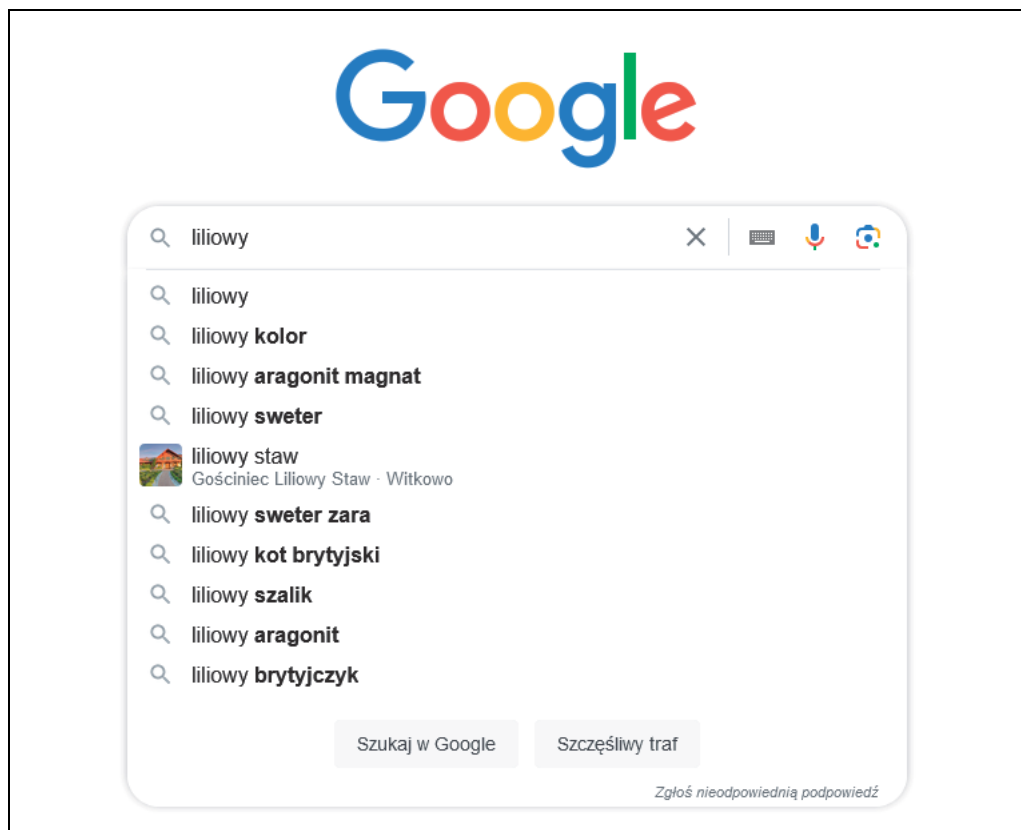 Google
liliowy
liliowy
liliowy kolor
liliowy aragonit magnat
liliowy sweter
liliowy staw
Gościniec Liliowy Staw · Witkowo
liliowy sweter zara
liliowy kot brytyjski
liliowy szalik
liliowy aragonit
liliowy brytyjczyk
Szukaj w Google
Szczęśliwy traf
Zgłoś nieodpowiednią podpowiedź